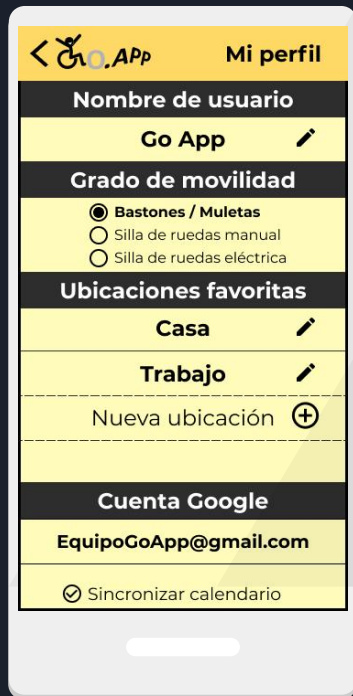 Go.APP
Mi perfil
Nombre de usuario
Go App
Grado de movilidad
Bastones / Muletas
Silla de ruedas manual
Silla de ruedas eléctrica
Ubicaciones favoritas
Casa
Trabajo
Nueva ubicación
Cuenta Google
EquipoGoApp@gmail.com
Sincronizar calendario